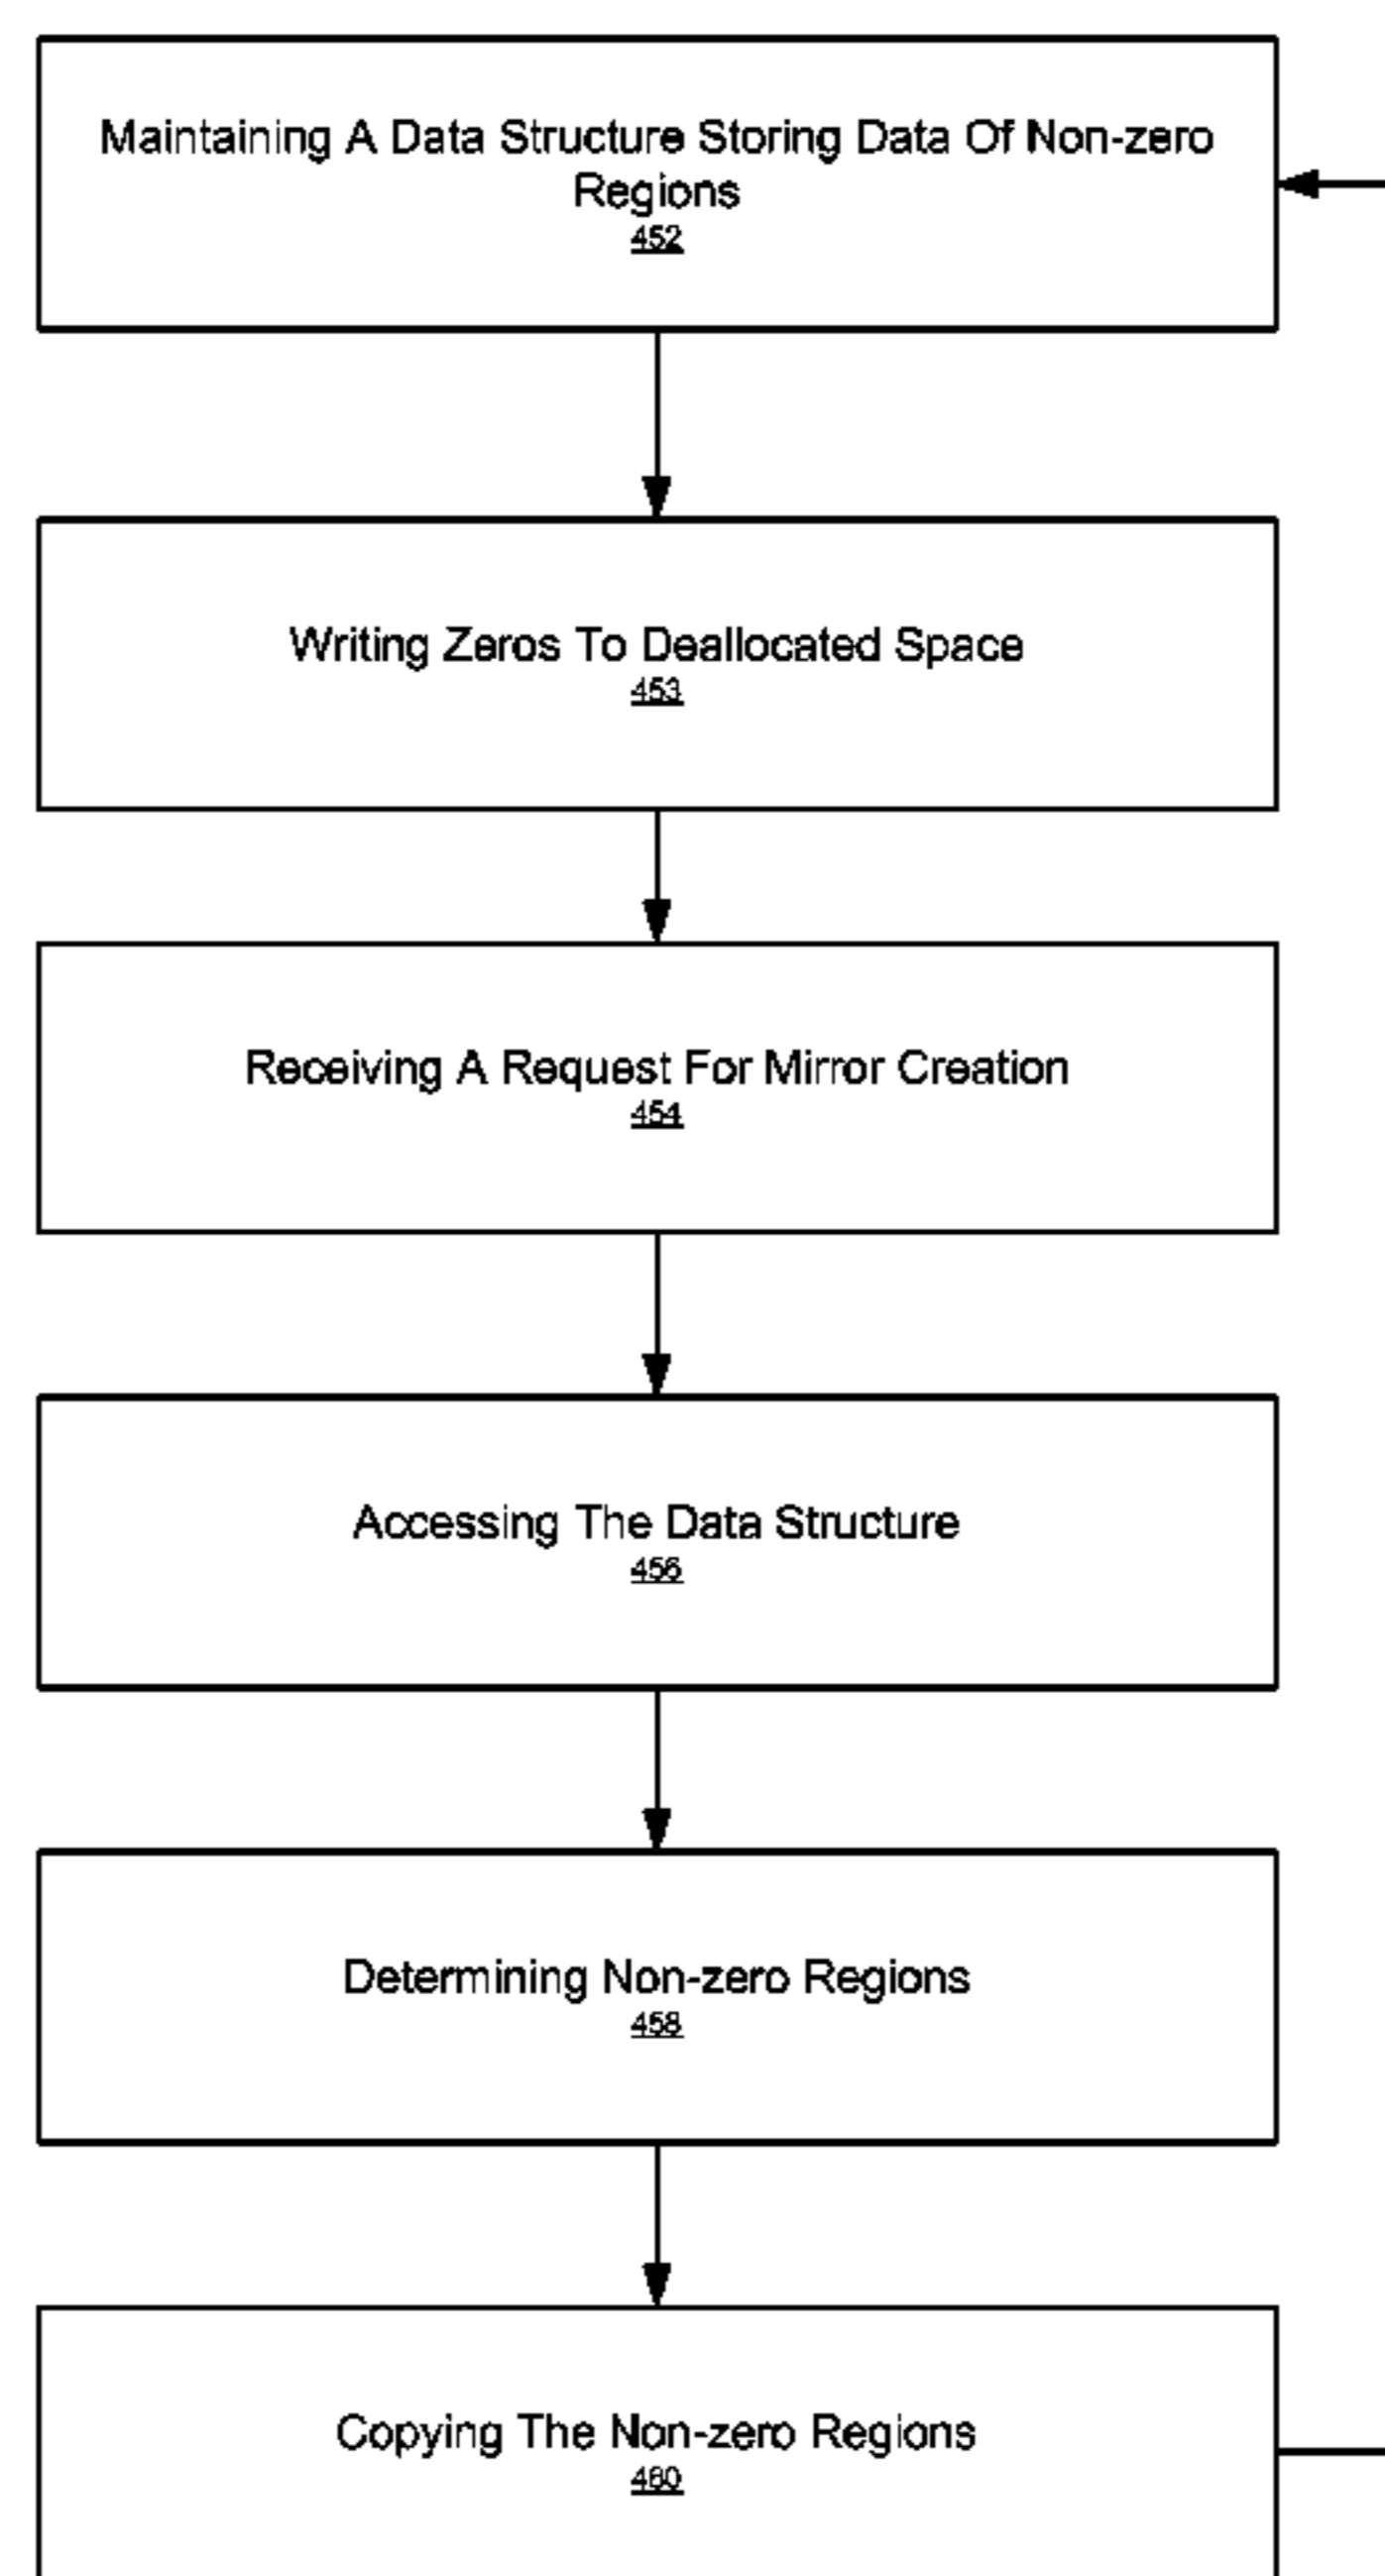 Maintaining A Data Structure Storing Data Of Non-zero
Regions
452
Writing Zeros To Deallocated Space
453
Receiving A Request For Mirror Creation
454
Accessing The Data Structure
456
Determining Non-zero Regions
458
Copying The Non-zero Regions
460